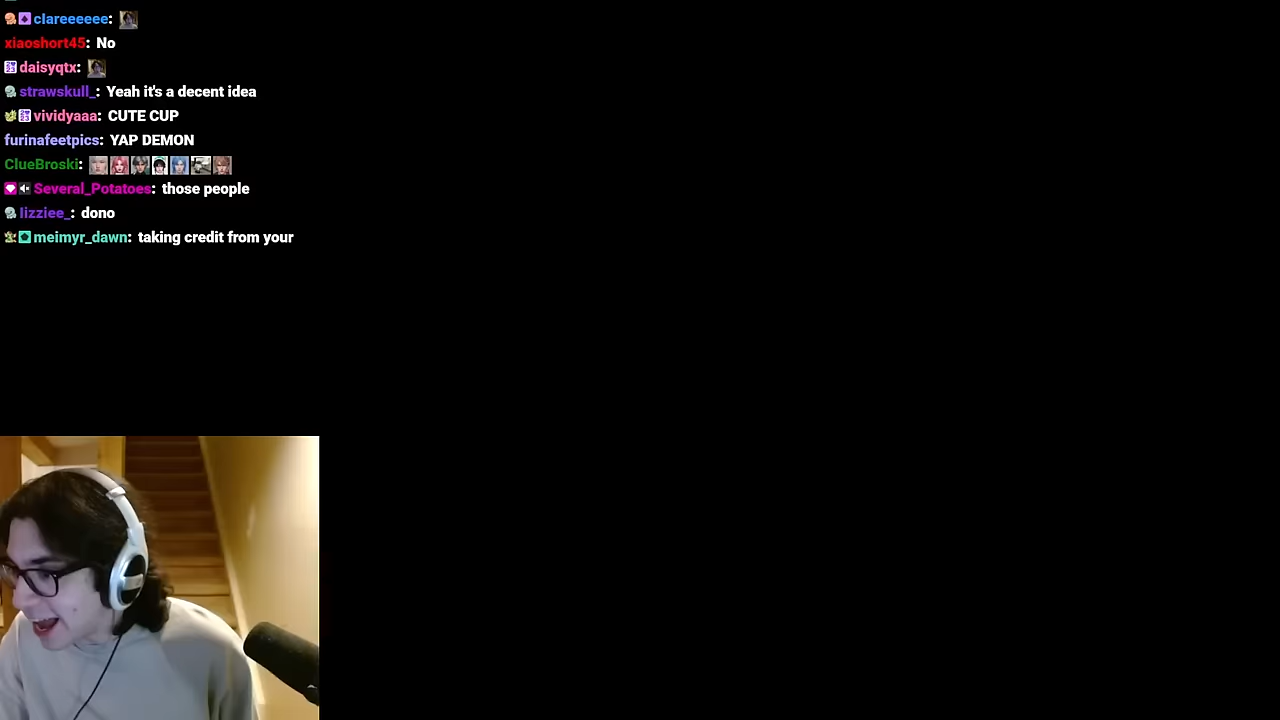 clareeeeee:
xiaoshort45: No
daisyqtx:
strawskull_: Yeah it's a decent idea
vividyaaa: CUTE CUP
furinafeetpics: YAP DEMON
ClueBroski:
Several_Potatoes: those people
lizziee_: dono
meimyr_dawn: taking credit from your